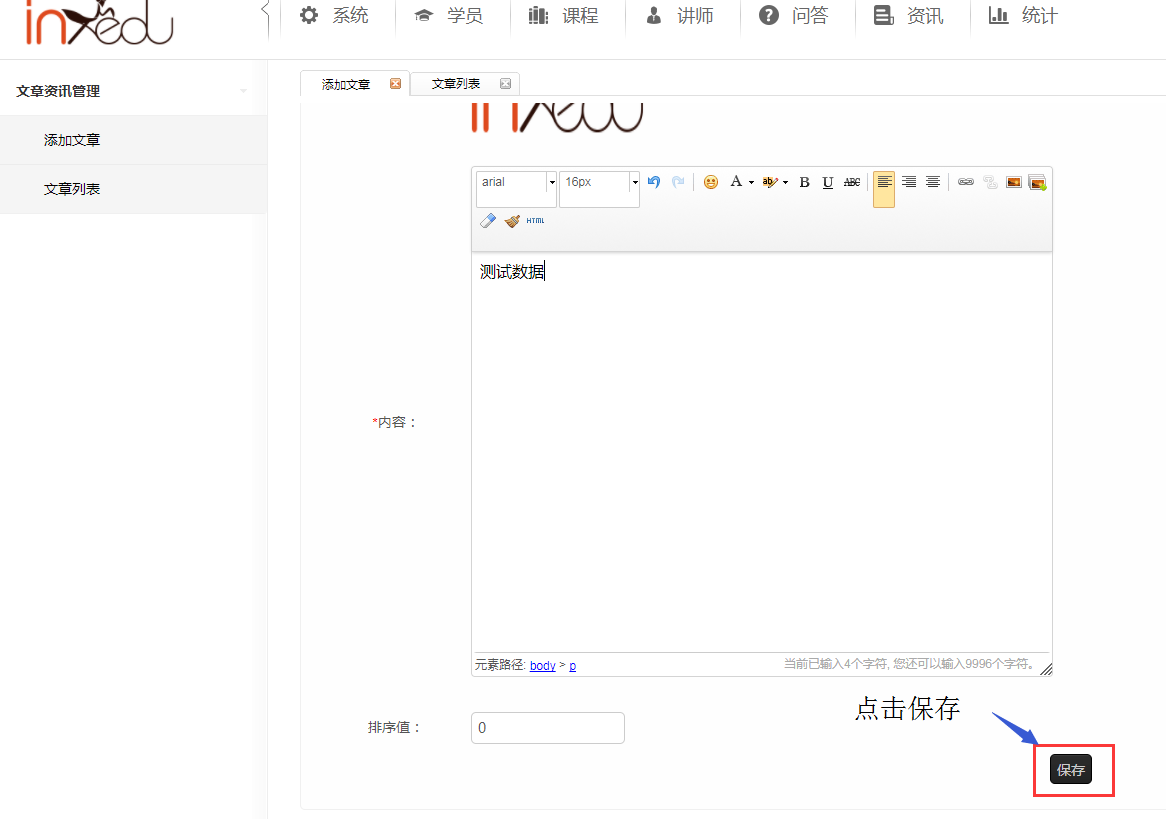 inxedu
系统 学员 课程 讲师 问答 资讯 统计
文章资讯管理
添加文章
文章列表
添加文章 文章列表
inxedu
arial 16px A ab B U ABC
HTML
测试数据
*内容：
元素路径: body > p 当前已输入4个字符, 您还可以输入9996个字符。
点击保存
排序值： 0
保存